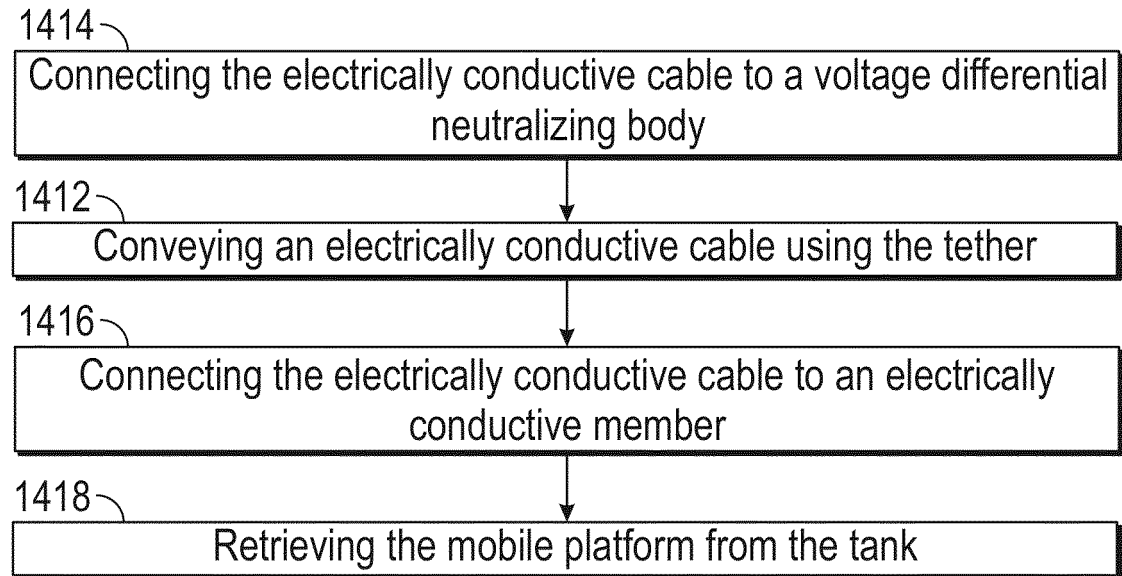 1414
Connecting the electrically conductive cable to a voltage differential
neutralizing body
1412
Conveying an electrically conductive cable using the tether
1416
Connecting the electrically conductive cable to an electrically
conductive member
1418
Retrieving the mobile platform from the tank